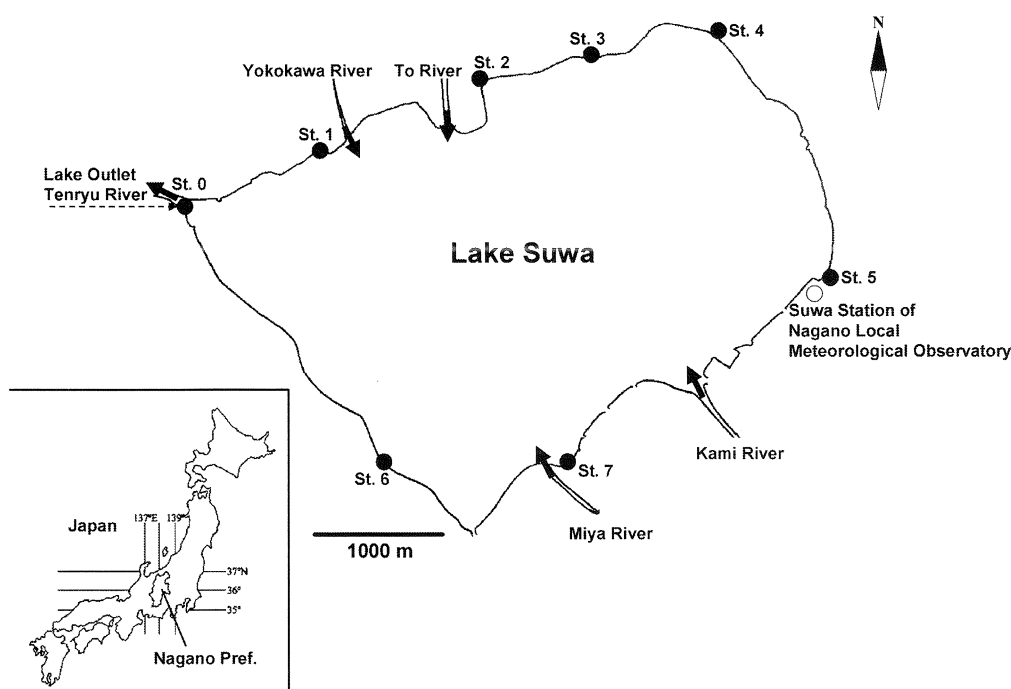 N
St. 4
St. 3
St. 2
Yokokawa River
To River
St. 1
Lake Outlet
Tenryu River
St. 0
Lake Suwa
St. 5
Suwa Station of
Nagano Local
Meteorological Observatory
Kami River
St. 6
St. 7
Miya River
1000 m
Japan
137°E
139°
37°N
36°
35°
Nagano Pref.